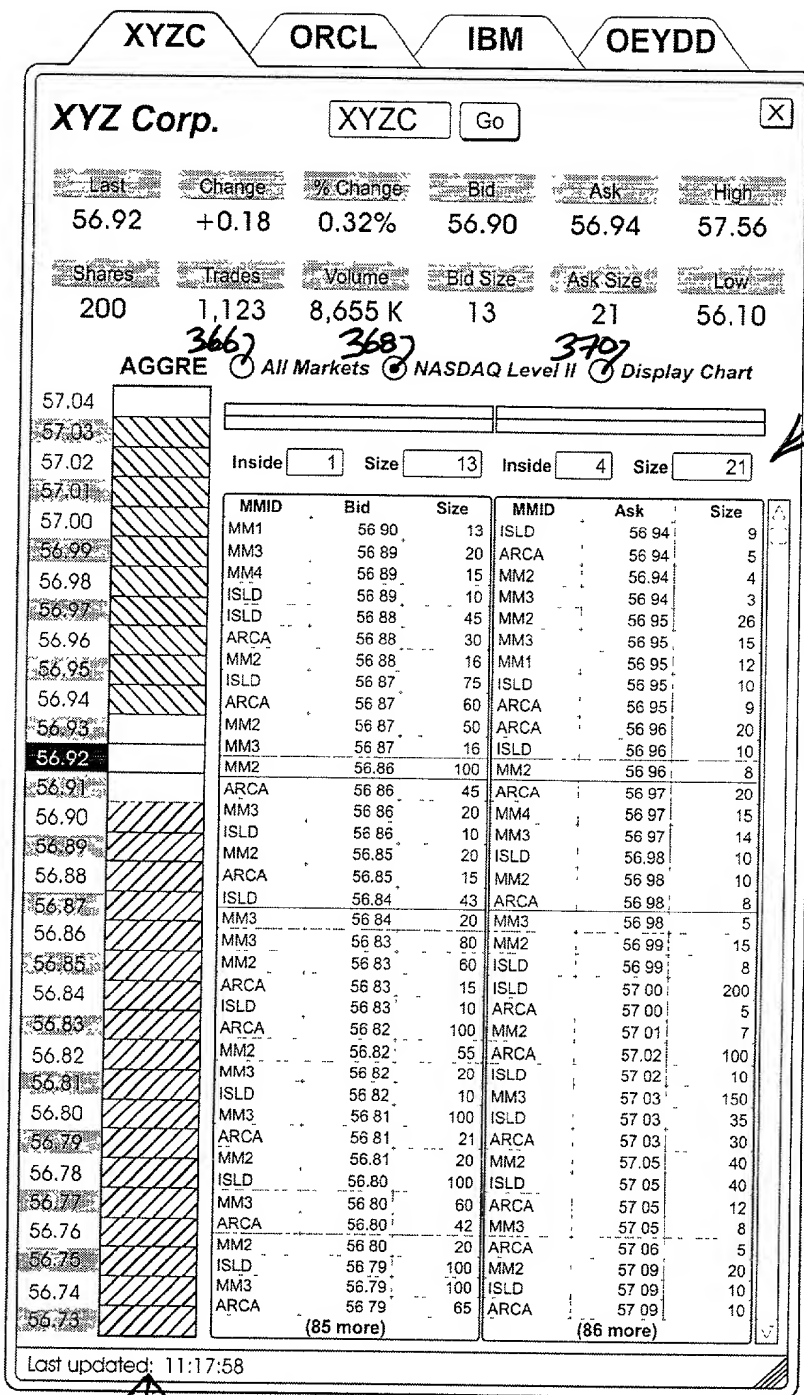 XYZC ORCL IBM OEYDD
XYZ Corp. XYZC Go X
Last Change % Change Bid Ask High
56.92 +0.18 0.32% 56.90 56.94 57.56
Shares Trades Volume Bid Size Ask Size Low
200 1,123 8,655 K 13 21 56.10
366 368 370
AGGRE All Markets NASDAQ Level II Display Chart
57.04
57.03
57.02
57.01
57.00
56.99
56.98
56.97
56.96
56.95
56.94
56.93
56.92
56.91
56.90
56.89
56.88
56.87
56.86
56.85
56.84
56.83
56.82
56.81
56.80
56.79
56.78
56.77
56.76
56.75
56.74
56.73
Inside 1 Size 13 Inside 4 Size 21
MMID Bid Size MMID Ask Size
MM1 56 90 13 ISLD 56 94 9
MM3 56 89 20 ARCA 56 94 5
MM4 56 89 15 MM2 56.94 4
ISLD 56 89 10 MM3 56 94 3
ISLD 56 88 45 MM2 56 95 26
ARCA 56 88 30 MM3 56 95 15
MM2 56 88 16 MM1 56 95 12
ISLD 56 87 75 ISLD 56 95 10
ARCA 56 87 60 ARCA 56 95 9
MM2 56 87 50 ARCA 56 96 20
MM3 56 87 16 ISLD 56 96 10
MM2 56.86 100 MM2 56 96 8
ARCA 56 86 45 ARCA 56 97 20
MM3 56 86 20 MM4 56 97 15
ISLD 56 86 10 MM3 56 97 14
MM2 56.85 20 ISLD 56.98 10
ARCA 56.85 15 MM2 56 98 10
ISLD 56.84 43 ARCA 56 98 8
MM3 56 84 20 MM3 56 98 5
MM3 56 83 80 MM2 56 99 15
MM2 56 83 60 ISLD 56 99 8
ARCA 56 83 15 ISLD 57 00 200
ISLD 56 83 10 ARCA 57 00 5
ARCA 56 82 100 MM2 57 01 7
MM2 56.82 55 ARCA 57.02 100
MM3 56 82 20 ISLD 57 02 10
ISLD 56 82 10 MM3 57 03 150
MM3 56 81 100 ISLD 57 03 35
ARCA 56 81 21 ARCA 57 03 30
MM2 56.81 20 MM2 57.05 40
ISLD 56.80 100 ISLD 57 05 40
MM3 56 80 60 ARCA 57 05 12
ARCA 56.80 42 MM3 57 05 8
MM2 56 80 20 ARCA 57 06 5
ISLD 56 79 100 MM2 57 09 20
MM3 56.79 100 ISLD 57 09 10
ARCA 56 79 65 ARCA 57 09 10
(85 more) (86 more)
Last updated: 11:17:58